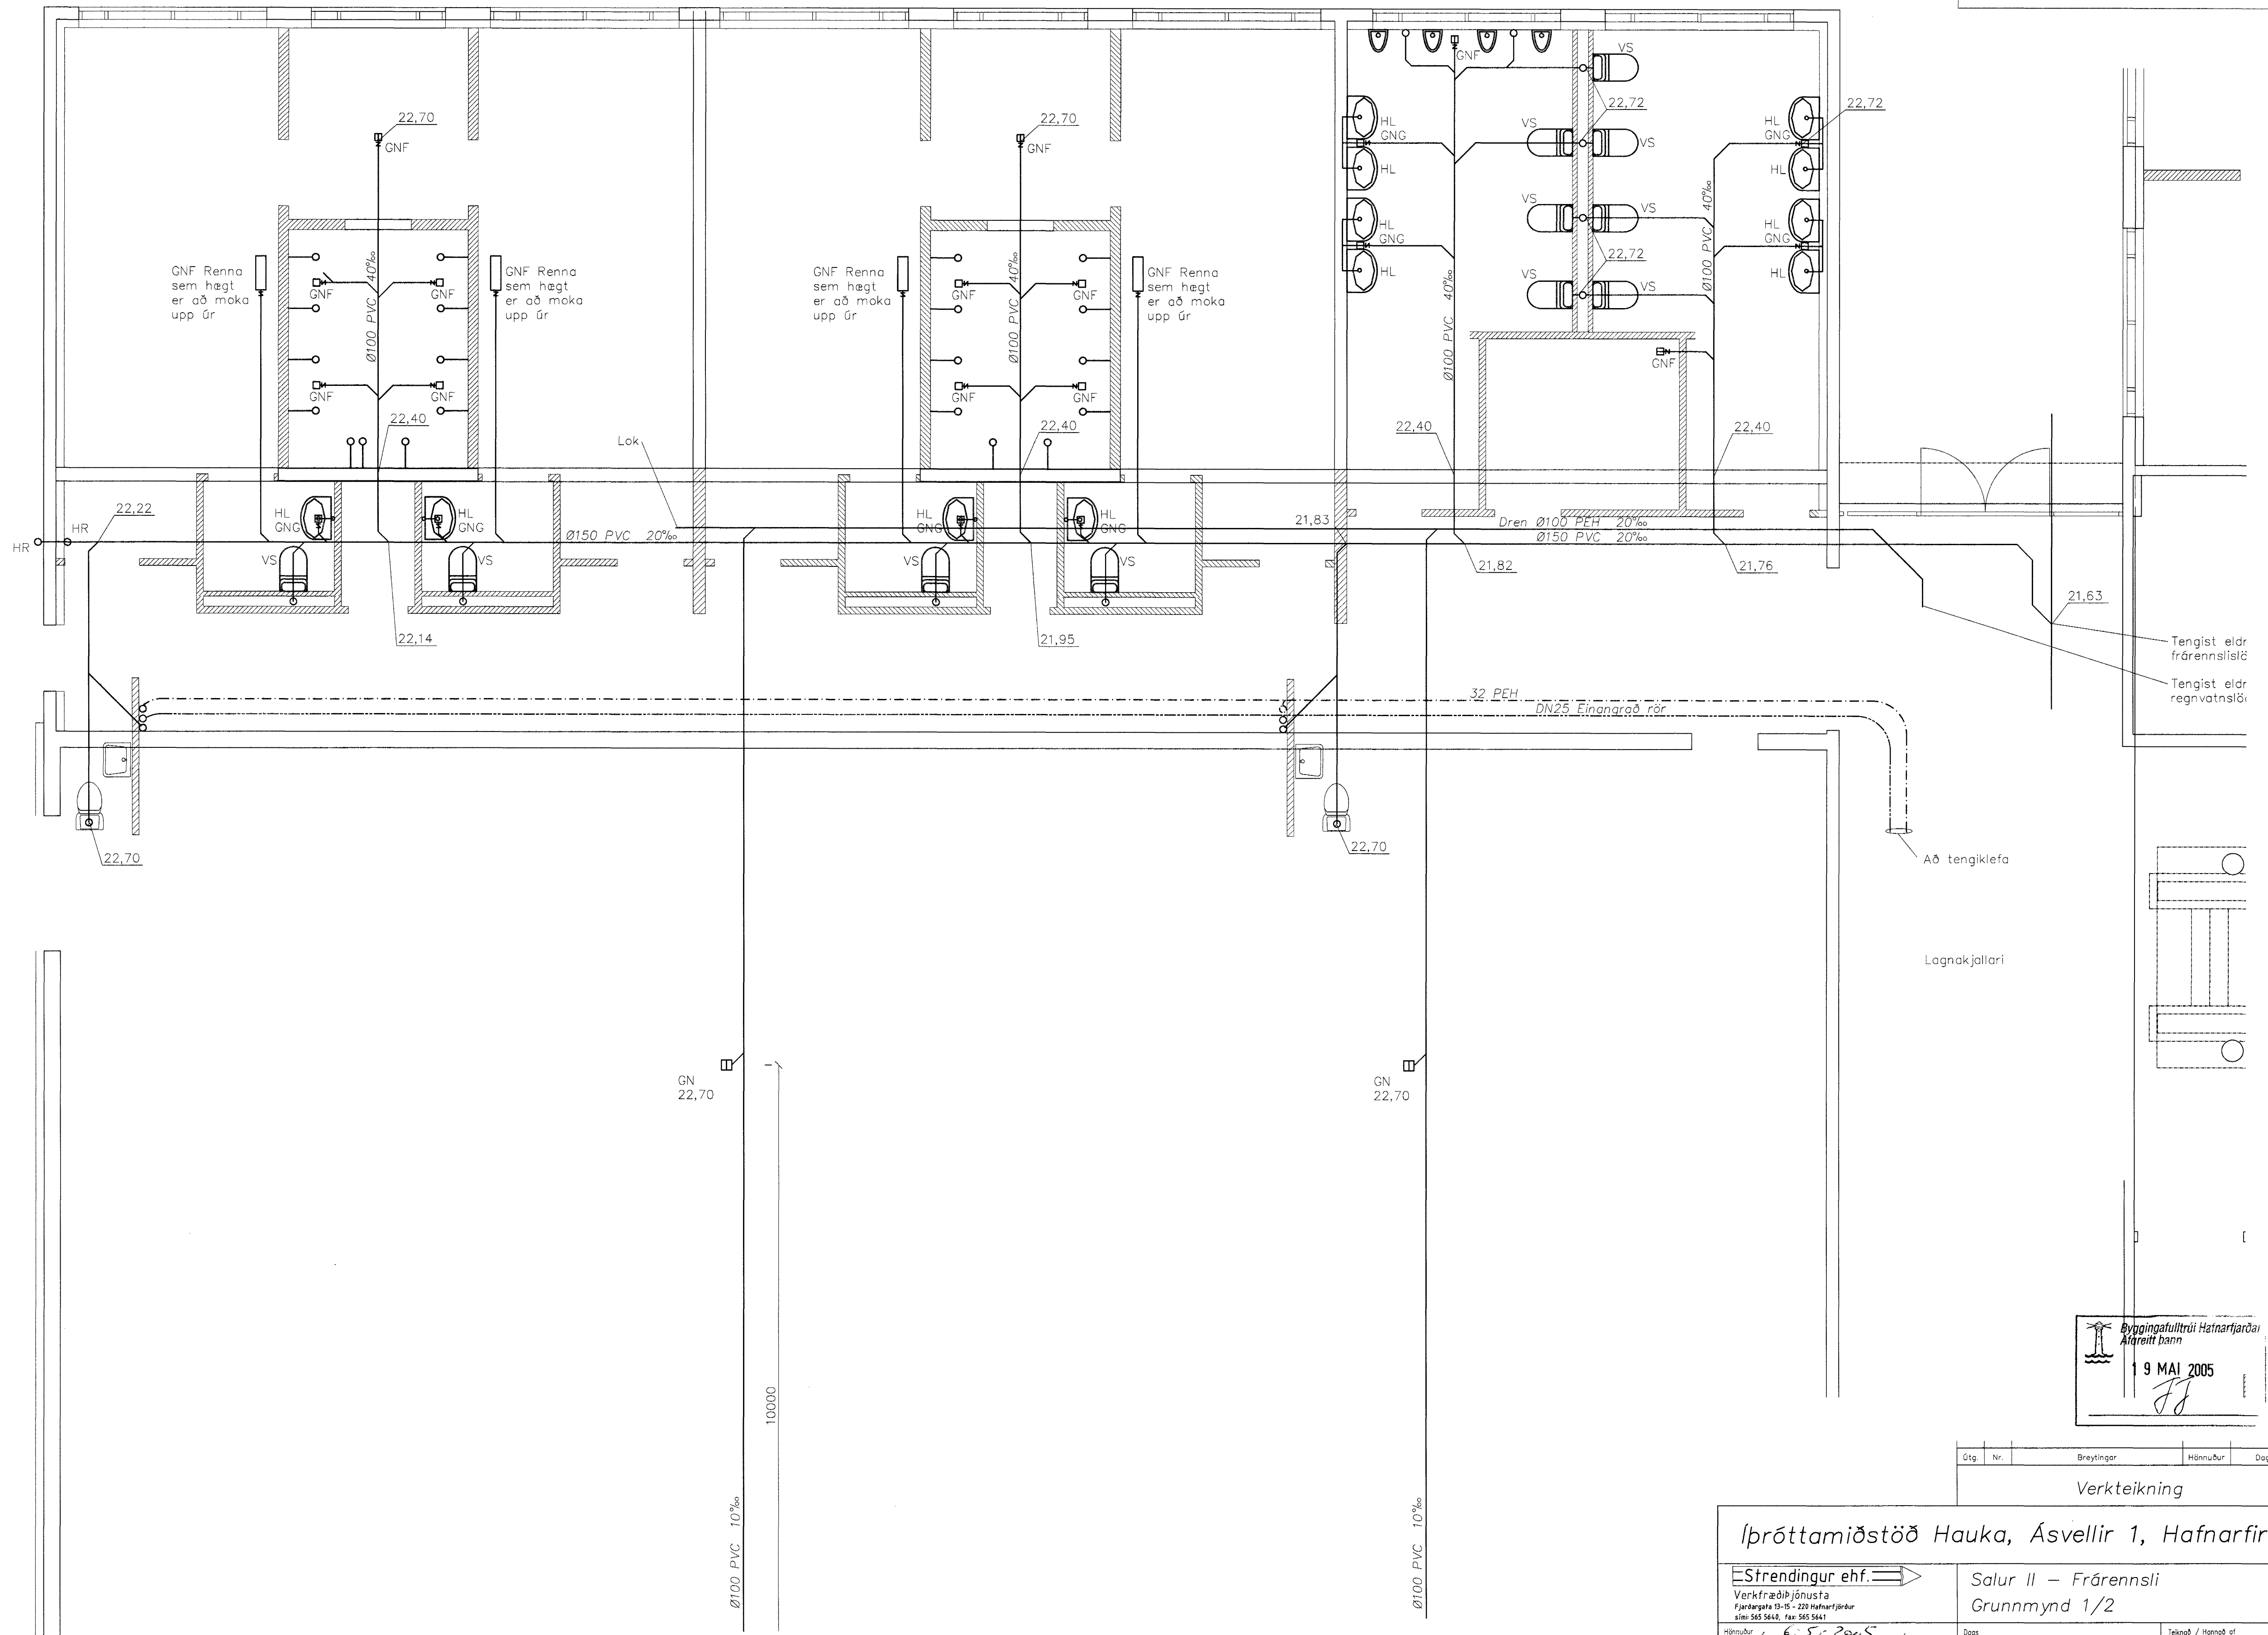 GNF
VS
22,70
GNF
22,70
GNF
22,72
22,72
HL
GNG
VS
VS
HL
GNG
HL
HL
VS
VS
HL
GNG
HL
GNG
HL
HL
22,72
VS
VS
GNF Renna
sem hægt
er að moka
upp úr
GNF
GNF
GNF
GNF
Ø100 PVC 40‰
GNF Renna
sem hægt
er að moka
upp úr
GNF Renna
sem hægt
er að moka
upp úr
GNF
GNF
GNF
GNF
Ø100 PVC 40‰
GNF Renna
sem hægt
er að moka
upp úr
Ø100 PVC 40‰
Ø100 PVC 40‰
GNF
22,40
Lok
22,40
22,40
22,40
22,22
HR
HR
HL
GNG
HL
GNG
VS
VS
Ø150 PVC 20‰
HL
GNG
HL
GNG
VS
VS
21,83
Dren Ø100 PEH 20‰
Ø150 PVC 20‰
21,82
21,76
21,63
22,14
21,95
Tengist eldr
frárennslislö
Tengist eldr
regnvatnslö
32 PEH
DN25 Einangrað rör
22,70
22,70
Að tengiklefa
Lagnakjallari
GN
22,70
GN
22,70
10000
Ø100 PVC 10‰
Ø100 PVC 10‰
Byggingafulltrúi Hafnarfjarðar
Afgreitt þann
19 MAI 2005
Útg. Nr. Breytingar Hönnuður Dag
Verkteikning
Íþróttamiðstöð Hauka, Ásvellir 1, Hafnarfir
Strendingur ehf.
Verkfræðiþjónusta
Fjarðargata 13-15 - 220 Hafnarfjörður
sími: 565 5640, fax: 565 5641
Salur II – Frárennsli
Grunnmynd 1/2
Hönnuður
Dags
Teiknað / Hannað af